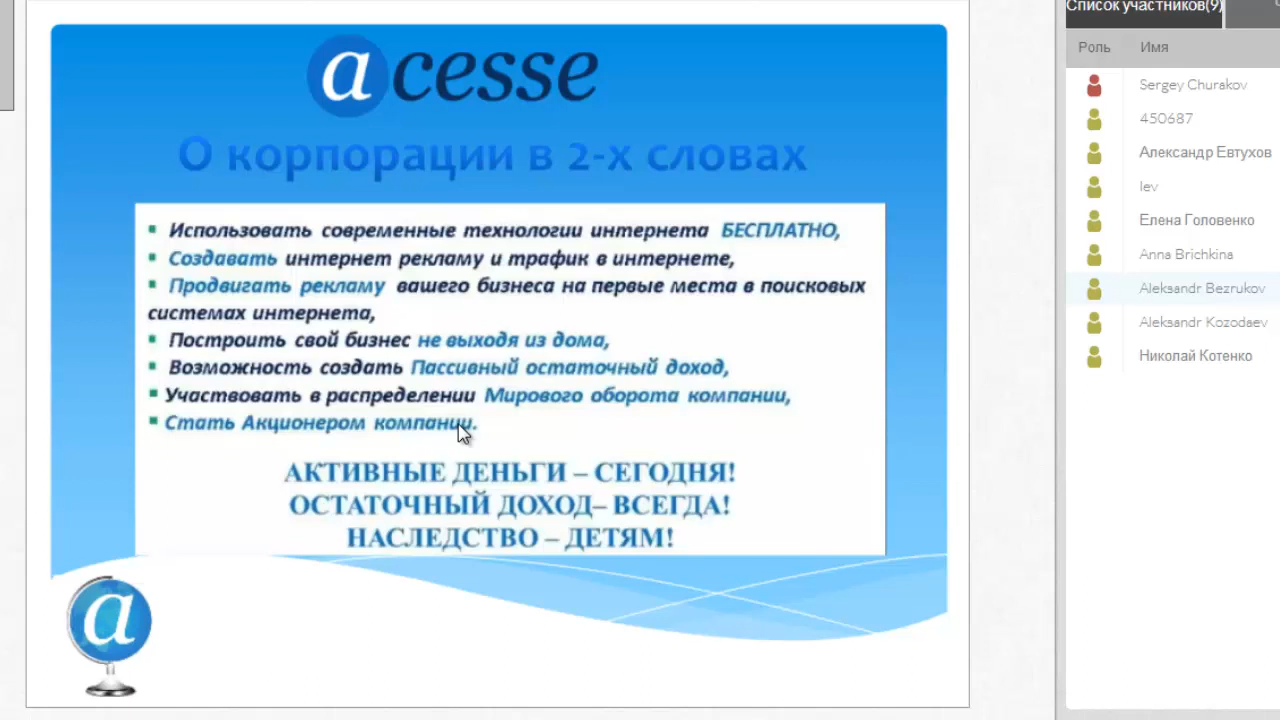 acesse
О корпорации в 2-х словах
Использовать современные технологии интернета БЕСПЛАТНО,
Создавать интернет рекламу и трафик в интернете,
Продвигать рекламу вашего бизнеса на первые места в поисковых
системах интернета,
Построить свой бизнес не выходя из дома,
Возможность создать Пассивный остаточный доход,
Участвовать в распределении Мирового оборота компании,
Стать Акционером компании.
АКТИВНЫЕ ДЕНЬГИ – СЕГОДНЯ!
ОСТАТОЧНЫЙ ДОХОД– ВСЕГДА!
НАСЛЕДСТВО – ДЕТЯМ!
a
Список участников(9)
Роль Имя
Sergey Churakov
450687
Александр Евтухов
lev
Елена Головенко
Anna Brichkina
Aleksandr Bezrukov
Aleksandr Kozodaev
Николай Котенко